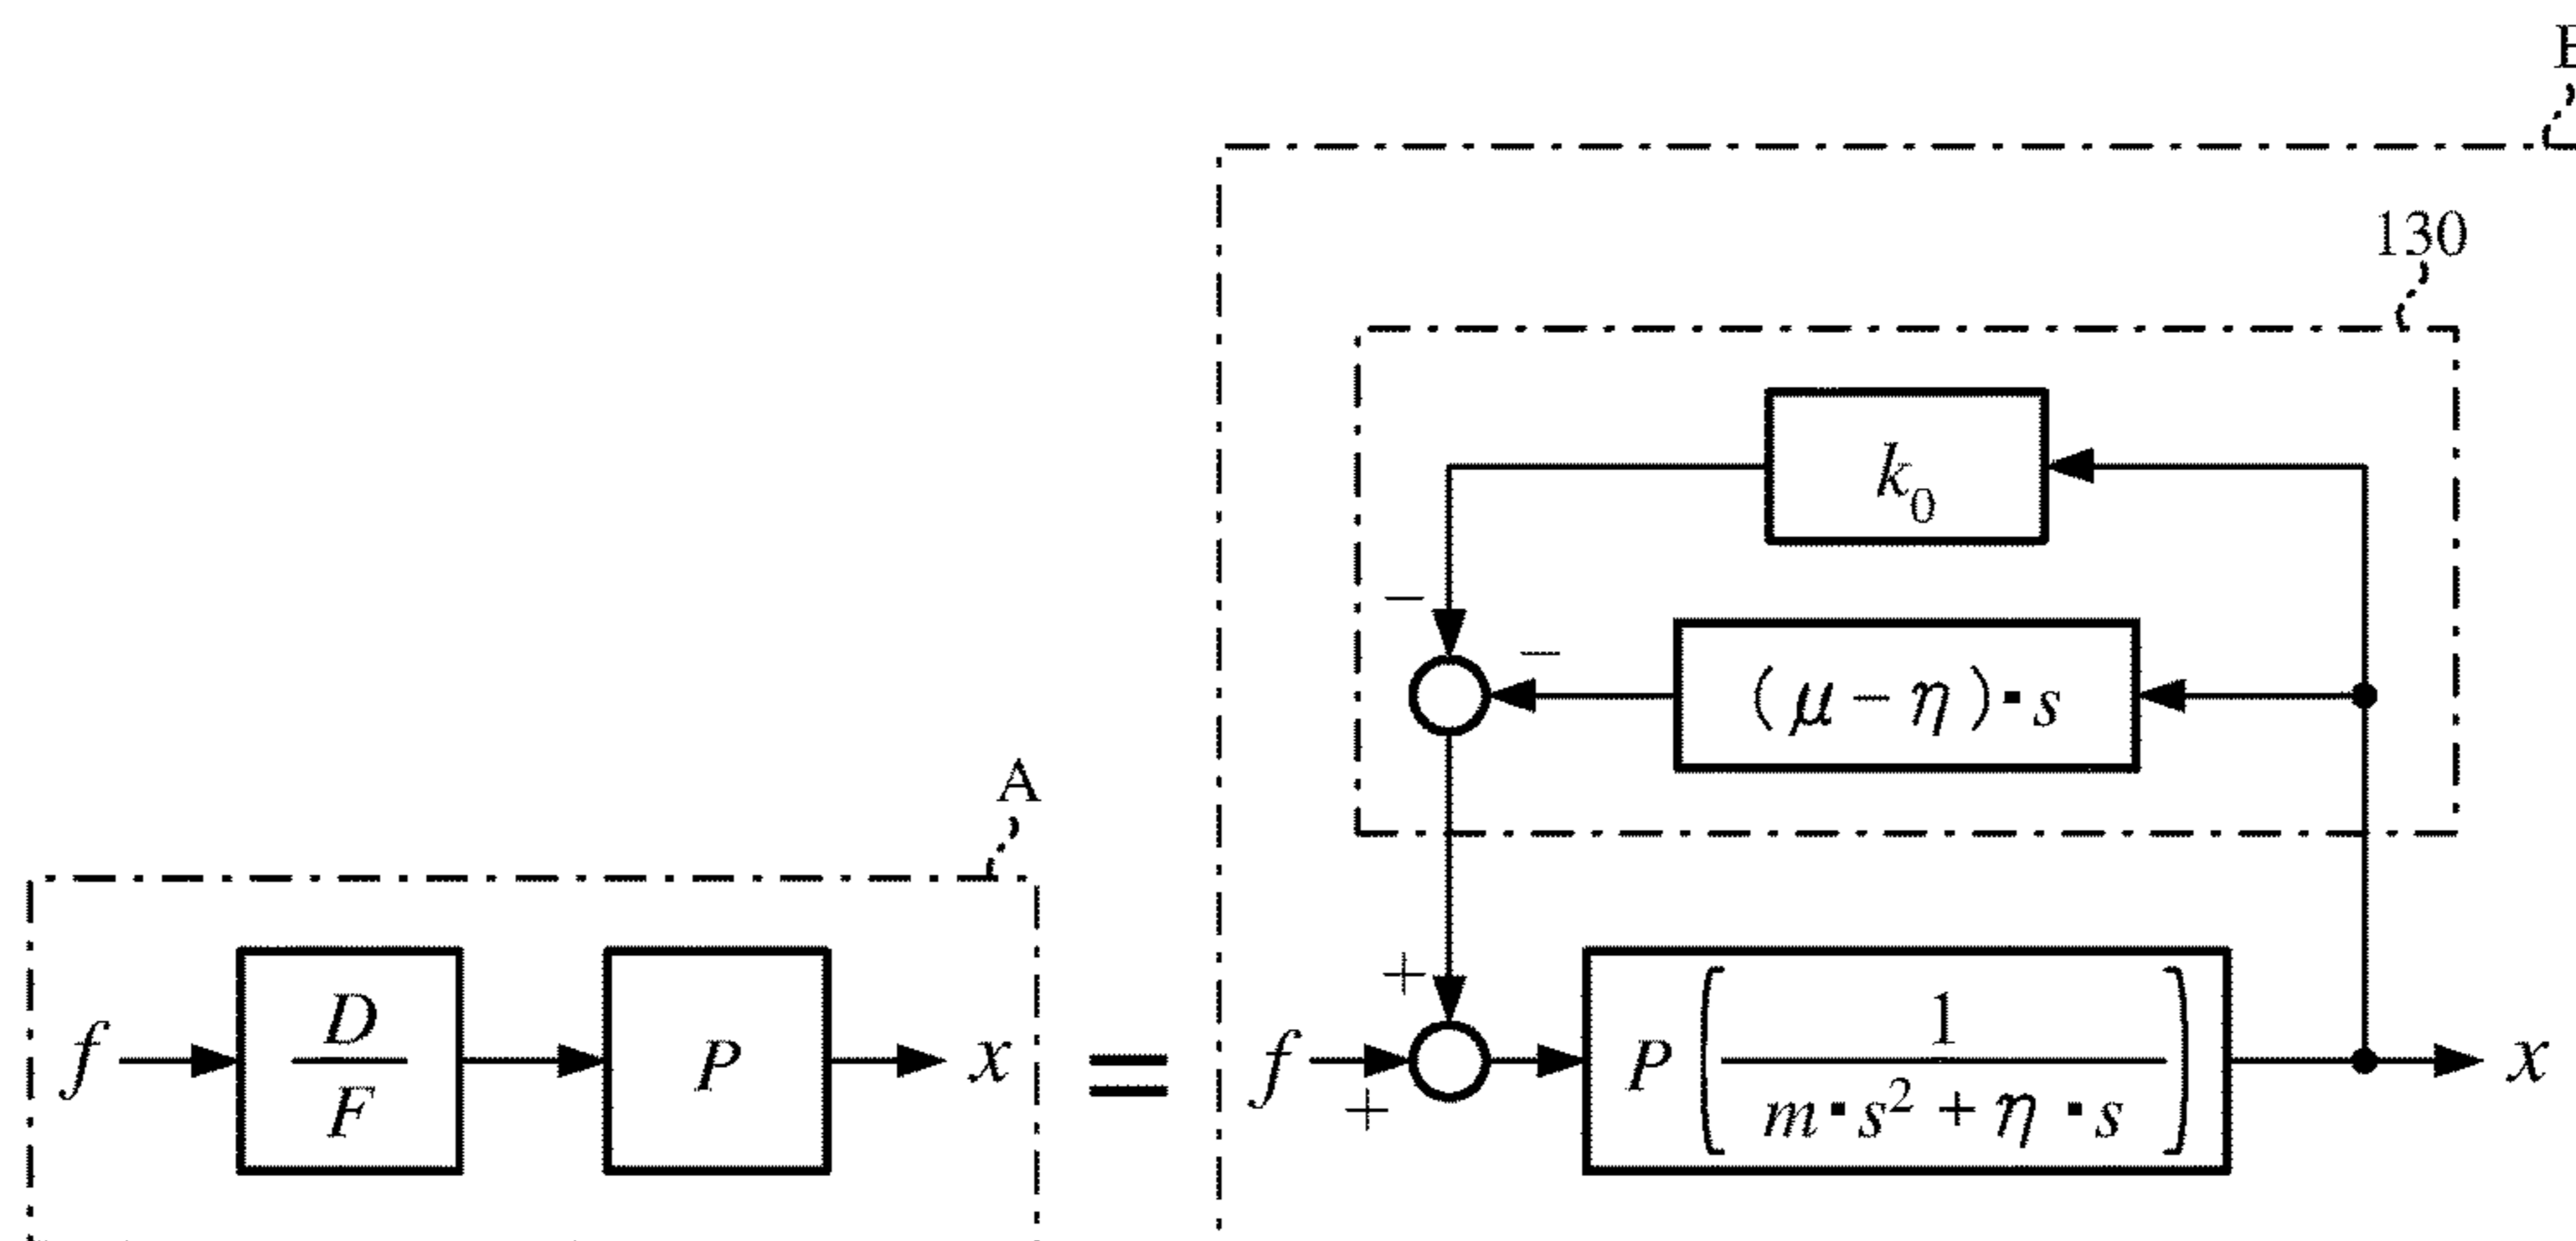 130
k₀
−
−
(μ − η)▪s
A
f
D
F
P
x
=
f
+
+
P ( 1 / m▪s² + η▪s )
x